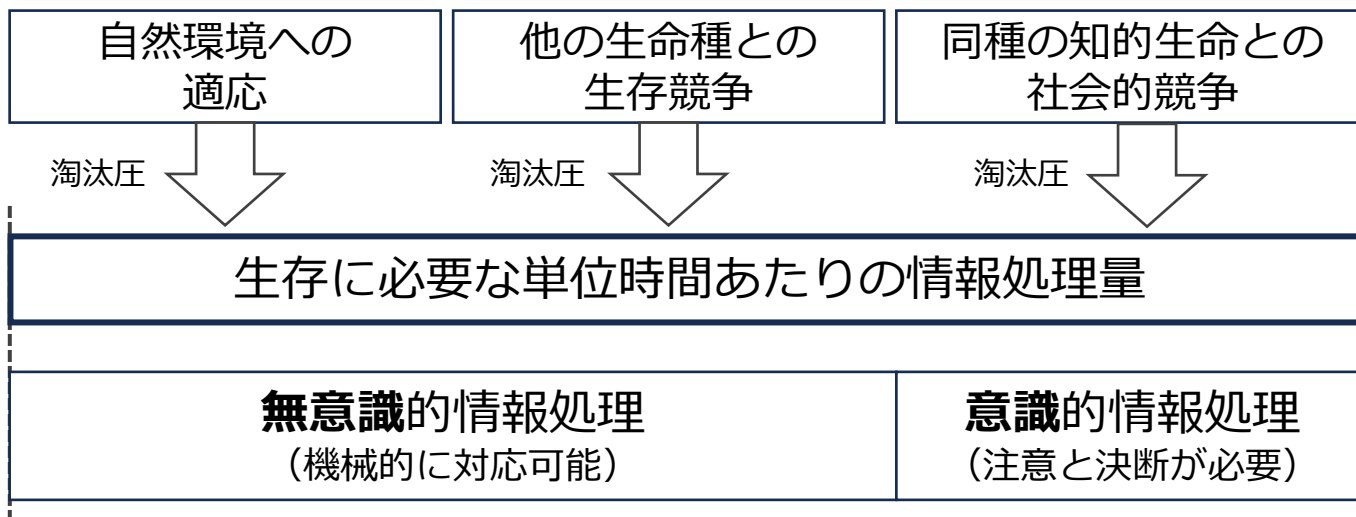 自然環境への
適応
他の生命種との
生存競争
同種の知的生命との
社会的競争
淘汰圧
淘汰圧
淘汰圧
生存に必要な単位時間あたりの情報処理量
無意識的情報処理
（機械的に対応可能）
意識的情報処理
（注意と決断が必要）